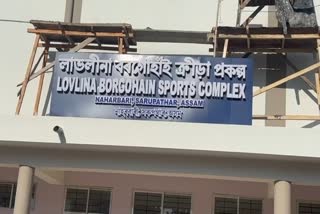 লাভলীনা বৰগোহাঁই ক্রীড়া প্ৰকল্প
LOVLINA BORGOHAIN SPORTS COMPLEX
NAHARBARI, SARUPATHAR, ASSAM